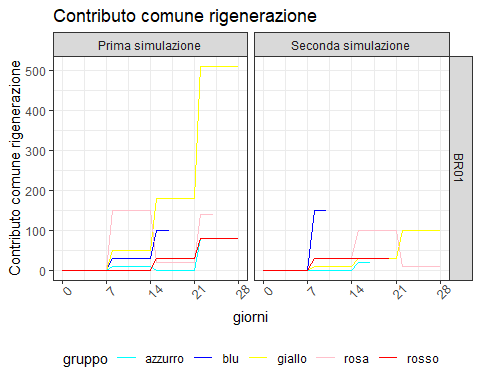 Contributo comune rigenerazione
Prima simulazione
Seconda simulazione
Contributo comune rigenerazione
500
400
300
200
100
0
BR01
0 7 14 21 28
0 7 14 21 28
giorni
gruppo azzurro blu giallo rosa rosso